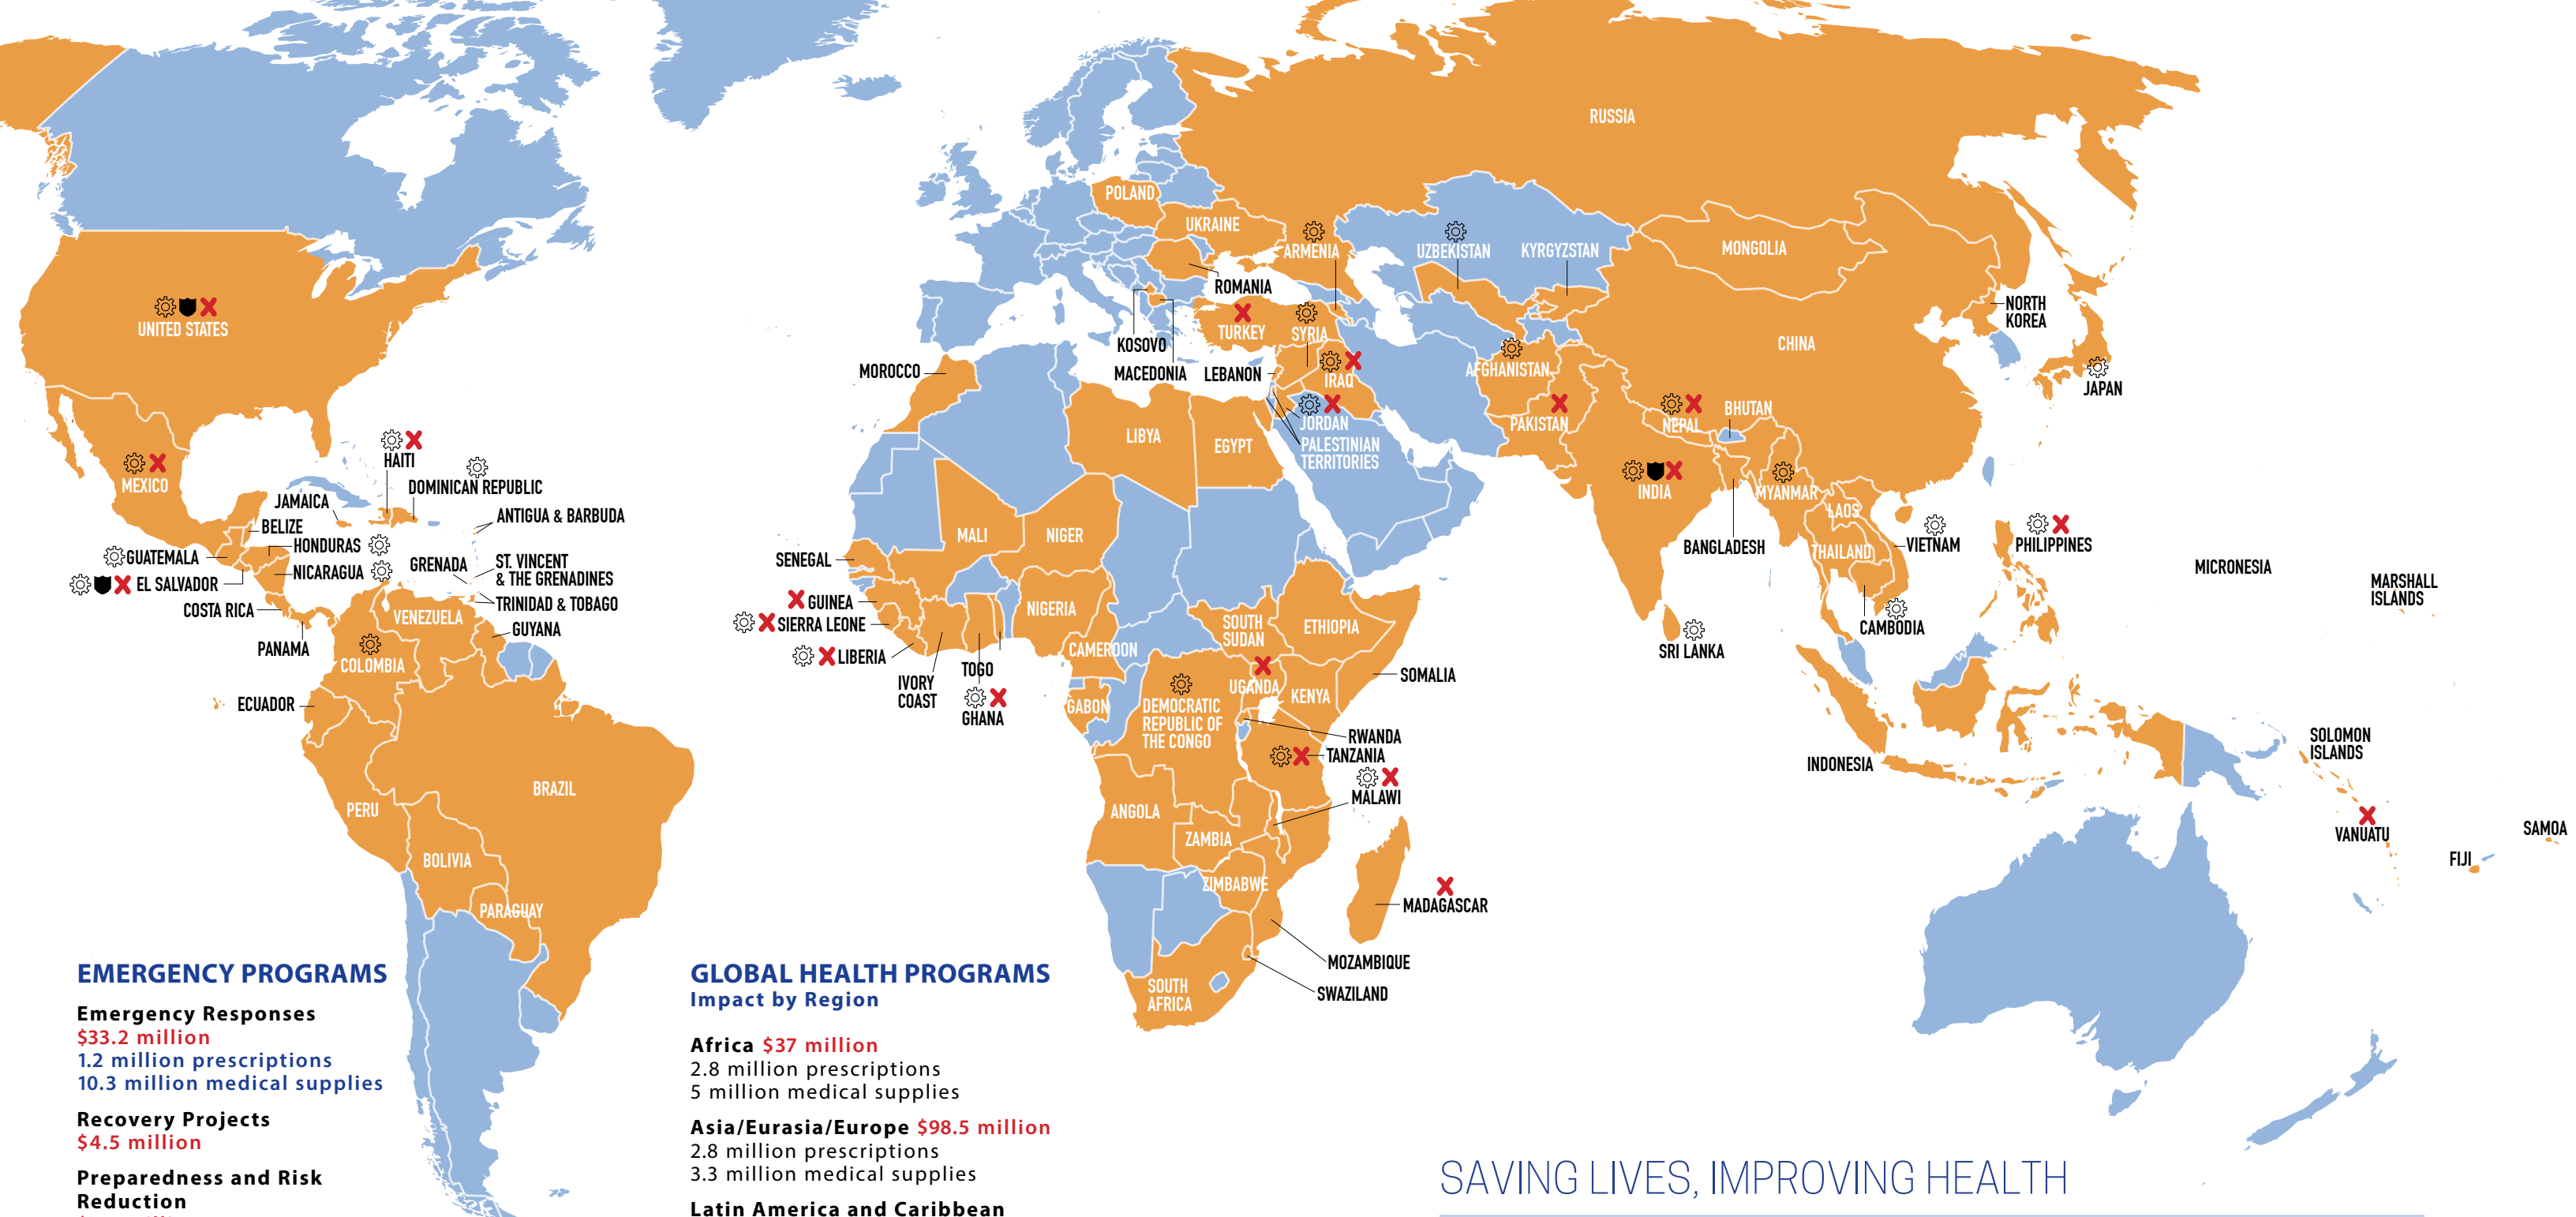 RUSSIA
POLAND
UKRAINE
ARMENIA
UZBEKISTAN
KYRGYZSTAN
MONGOLIA
ROMANIA
NORTH
KOREA
UNITED STATES
TURKEY
SYRIA
KOSOVO
CHINA
MOROCCO
MACEDONIA
LEBANON
IRAQ
AFGHANISTAN
JAPAN
JORDAN
PAKISTAN
NEPAL
BHUTAN
LIBYA
EGYPT
PALESTINIAN
TERRITORIES
HAITI
MEXICO
DOMINICAN REPUBLIC
JAMAICA
INDIA
MYANMAR
LAOS
ANTIGUA & BARBUDA
BELIZE
HONDURAS
MALI
NIGER
BANGLADESH
THAILAND
VIETNAM
PHILIPPINES
GUATEMALA
NICARAGUA
GRENADA
ST. VINCENT
& THE GRENADINES
SENEGAL
MICRONESIA
MARSHALL
ISLANDS
EL SALVADOR
COSTA RICA
TRINIDAD & TOBAGO
VENEZUELA
GUYANA
PANAMA
COLOMBIA
GUINEA
SIERRA LEONE
LIBERIA
NIGERIA
SOUTH
SUDAN
ETHIOPIA
CAMEROON
CAMBODIA
SRI LANKA
TOGO
IVORY
COAST
GHANA
SOMALIA
UGANDA
KENYA
ECUADOR
GABON
DEMOCRATIC
REPUBLIC OF
THE CONGO
RWANDA
TANZANIA
SOLOMON
ISLANDS
INDONESIA
BRAZIL
PERU
MALAWI
ANGOLA
ZAMBIA
VANUATU
SAMOA
BOLIVIA
FIJI
ZIMBABWE
MADAGASCAR
PARAGUAY
MOZAMBIQUE
SOUTH
AFRICA
SWAZILAND
EMERGENCY PROGRAMS
Emergency Responses
$33.2 million
1.2 million prescriptions
10.3 million medical supplies
Recovery Projects
$4.5 million
Preparedness and Risk
Reduction
GLOBAL HEALTH PROGRAMS
Impact by Region
Africa $37 million
2.8 million prescriptions
5 million medical supplies
Asia/Eurasia/Europe $98.5 million
2.8 million prescriptions
3.3 million medical supplies
Latin America and Caribbean
SAVING LIVES, IMPROVING HEALTH